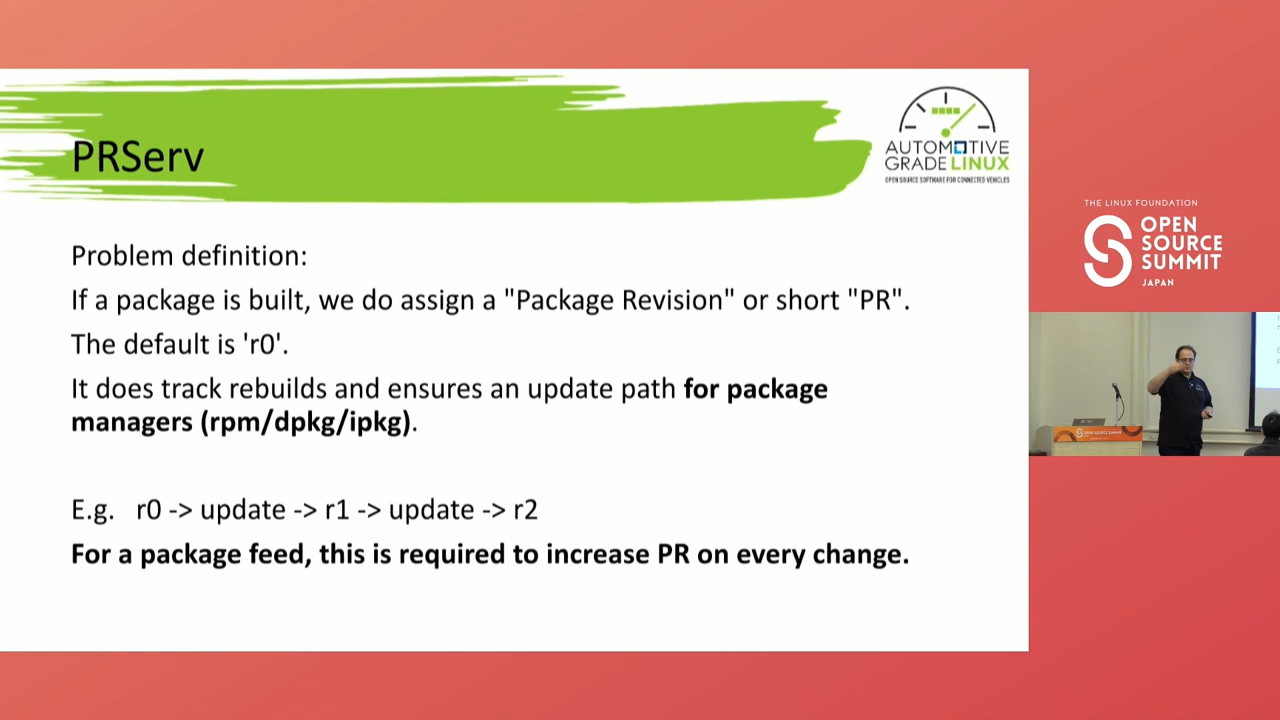 PRServ
AUTOMOTIVE
GRADE LINUX
OPEN SOURCE SOFTWARE FOR CONNECTED VEHICLES
Problem definition:
If a package is built, we do assign a "Package Revision" or short "PR".
The default is 'r0'.
It does track rebuilds and ensures an update path for package
managers (rpm/dpkg/ipkg).
E.g. r0 -> update -> r1 -> update -> r2
For a package feed, this is required to increase PR on every change.
THE LINUX FOUNDATION
OPEN
SOURCE
SUMMIT
JAPAN
OPEN SOURCE SUMMIT